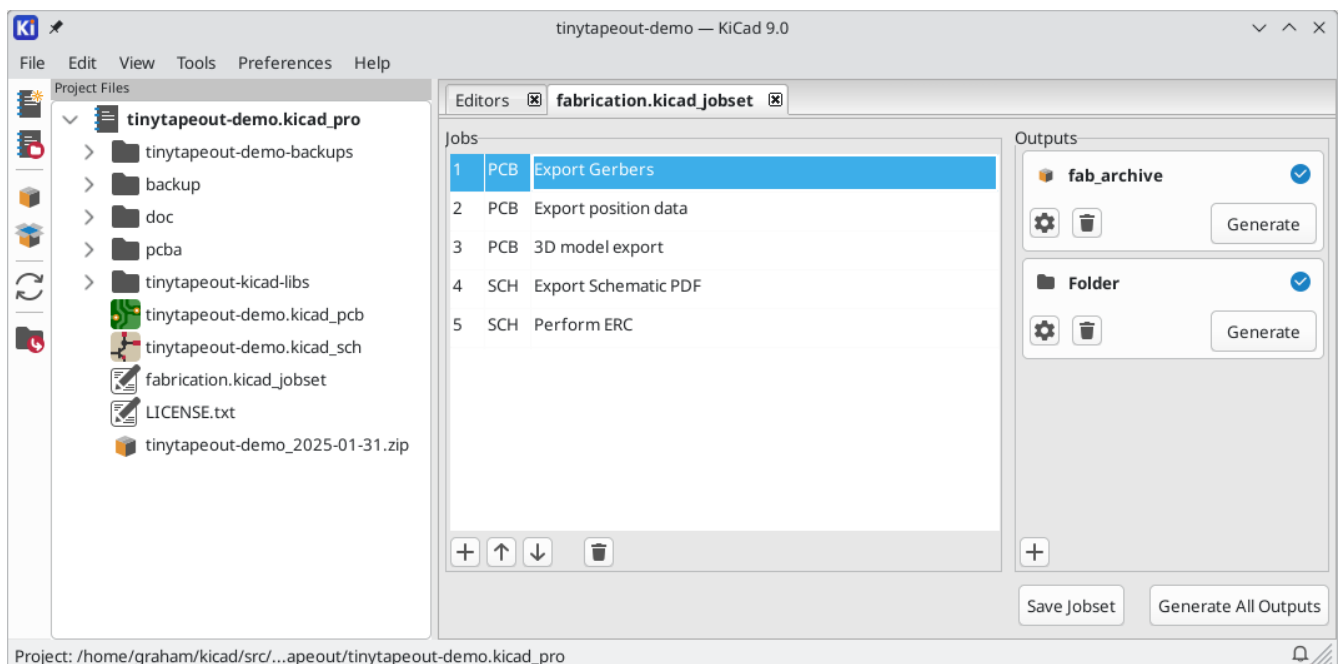 Ki
tinytapeout-demo — KiCad 9.0
File Edit View Tools Preferences Help
Project Files
tinytapeout-demo.kicad_pro
tinytapeout-demo-backups
backup
doc
pcba
tinytapeout-kicad-libs
tinytapeout-demo.kicad_pcb
tinytapeout-demo.kicad_sch
fabrication.kicad_jobset
LICENSE.txt
tinytapeout-demo_2025-01-31.zip
Editors fabrication.kicad_jobset
Jobs
1 PCB Export Gerbers
2 PCB Export position data
3 PCB 3D model export
4 SCH Export Schematic PDF
5 SCH Perform ERC
Outputs
fab_archive
Generate
Folder
Generate
Save Jobset Generate All Outputs
Project: /home/graham/kicad/src/...apeout/tinytapeout-demo.kicad_pro